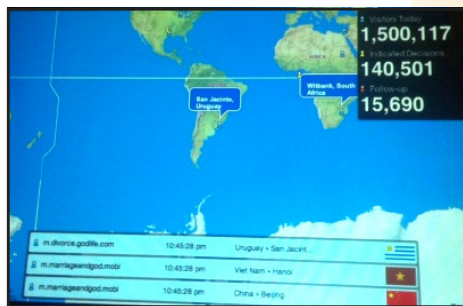 Visitors Today
1,500,117
Indicated Decisions
140,501
Follow-up
15,690
San Jacinto,
Uruguay
Witbank, South
Africa
m.divorce.godlife.com 10:45:28 pm Uruguay • San Jacint...
m.marriageandgod.mobi 10:45:28 pm Viet Nam • Hanoi
m.marriageandgod.mobi 10:45:28 pm China • Beijing